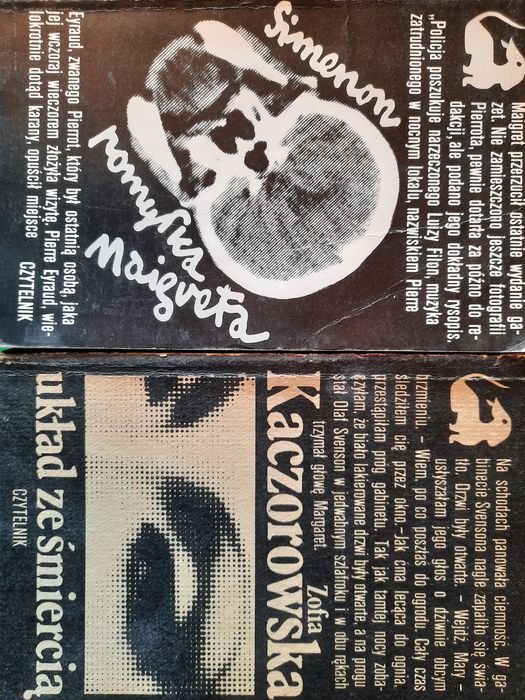 Maigret przerzucił ostatnie wydanie ga-
zet. Nie zamieszczono jeszcze fotografii
Pierrota, pewnie dotarła za późno do re-
dakcji, ale podano jego dokładny rysopis.
„Policja poszukuje narzeczonego Luizy Filon, muzyka
zatrudnionego w nocnym lokalu, nazwiskiem Pierre
Simenon
pomyłka
Maigreta
Eyraud, zwanego Pierrot, który był ostatnią osobą, jaka
jej wczoraj wieczorem złożyła wizytę. Pierre Eyraud, wie-
lokrotnie karany, opuścił miejsce
CZYTELNIK
Na schodach panowała ciemność. W ga-
binecie Svensona nagle zapaliło się świa-
tło. Drzwi były otwarte. – Wejdź, Mary
– usłyszałam jego głos o dziwnie obcym
brzmieniu. – Wiem, po co poszłaś do ogrodu. Cały czas
śledziłem cię przez okno. – Jak ćma lecąca do ognia
przestąpiłam próg gabinetu. Tak jak tamtej nocy zoba-
czyłam, że biało lakierowane drzwi były otwarte, a na progu
stał Olaf Svenson w jedwabnym szlafroku i w obu rękach
trzymał głowę Margaret.
Zofia
Kaczorowska
układ ze śmiercią
CZYTELNIK